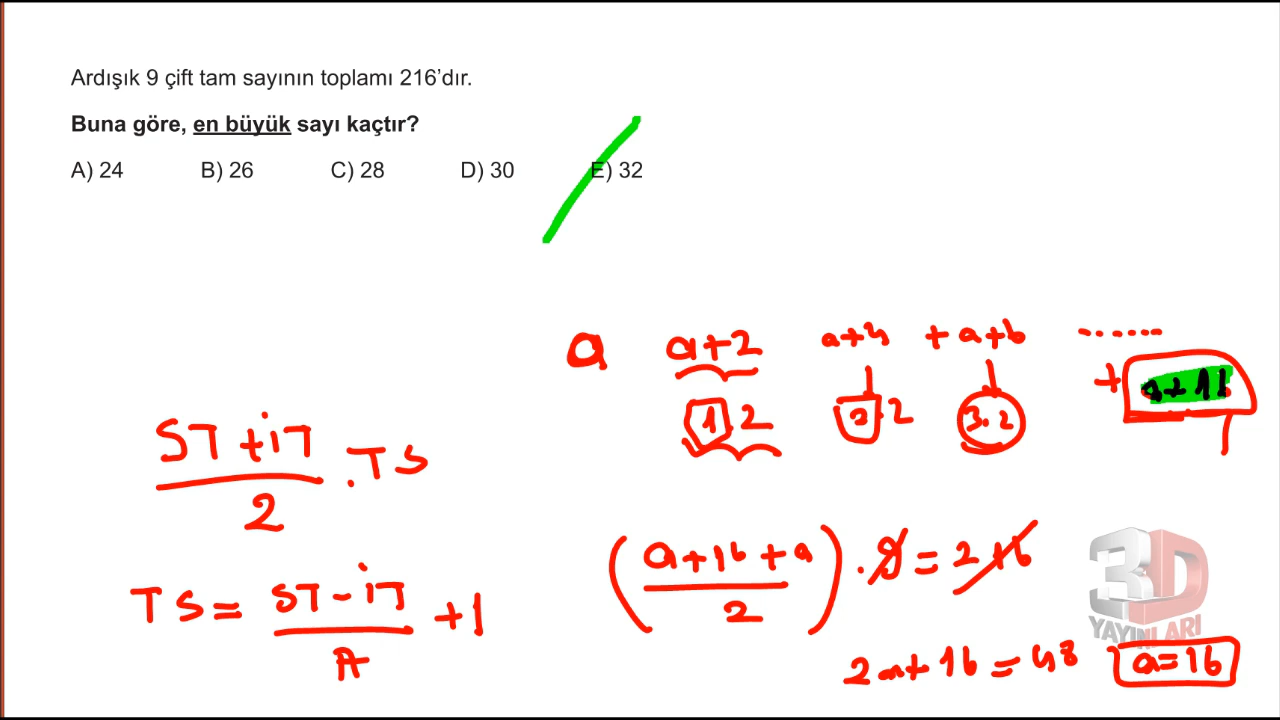 Ardışık 9 çift tam sayının toplamı 216’dır.
Buna göre, en büyük sayı kaçtır?
A) 24 B) 26 C) 28 D) 30 E) 32
a a+2 a+4 + a+6 .......
+ a+16
1.2 2.2 3.2
ST+İT / 2 . TS
(a+16+a / 2) . 9 = 216
TS = ST-İT / A + 1
2a+16=48 a=16
3D
YAYINLARI